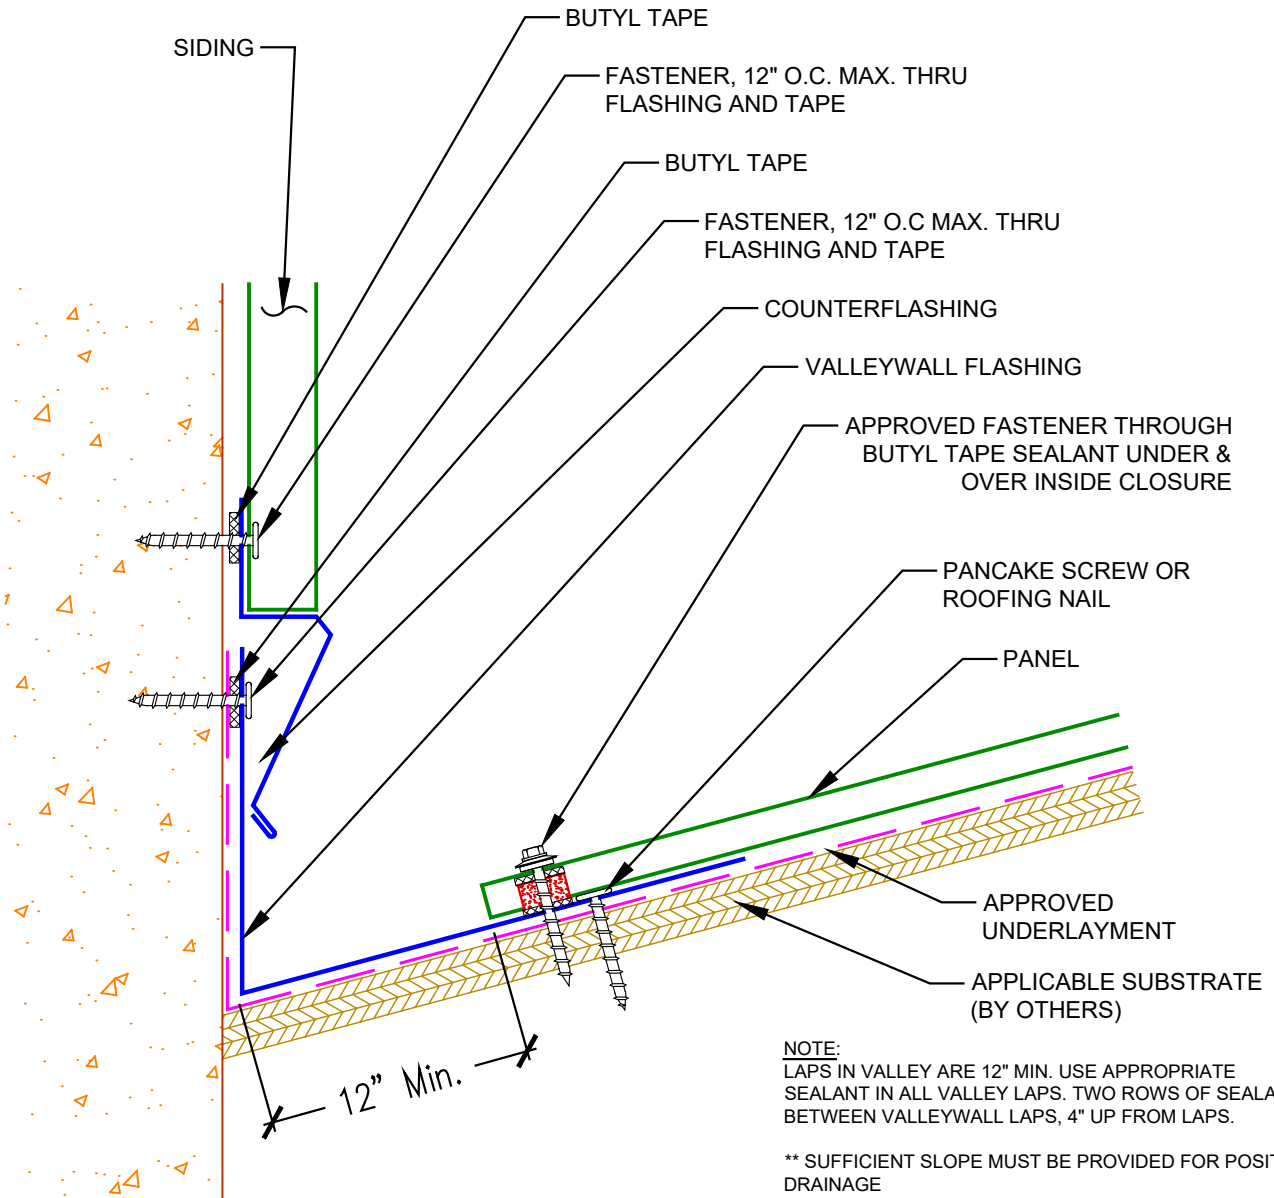 BUTYL TAPE
SIDING
FASTENER, 12" O.C. MAX. THRU
FLASHING AND TAPE
BUTYL TAPE
FASTENER, 12" O.C MAX. THRU
FLASHING AND TAPE
COUNTERFLASHING
VALLEYWALL FLASHING
APPROVED FASTENER THROUGH
BUTYL TAPE SEALANT UNDER &
OVER INSIDE CLOSURE
PANCAKE SCREW OR
ROOFING NAIL
PANEL
APPROVED
UNDERLAYMENT
APPLICABLE SUBSTRATE
(BY OTHERS)
12" Min.
NOTE:
LAPS IN VALLEY ARE 12" MIN. USE APPROPRIATE
SEALANT IN ALL VALLEY LAPS. TWO ROWS OF
BETWEEN VALLEYWALL LAPS, 4" UP FROM LAPS.
** SUFFICIENT SLOPE MUST BE PROVIDED FOR
DRAINAGE